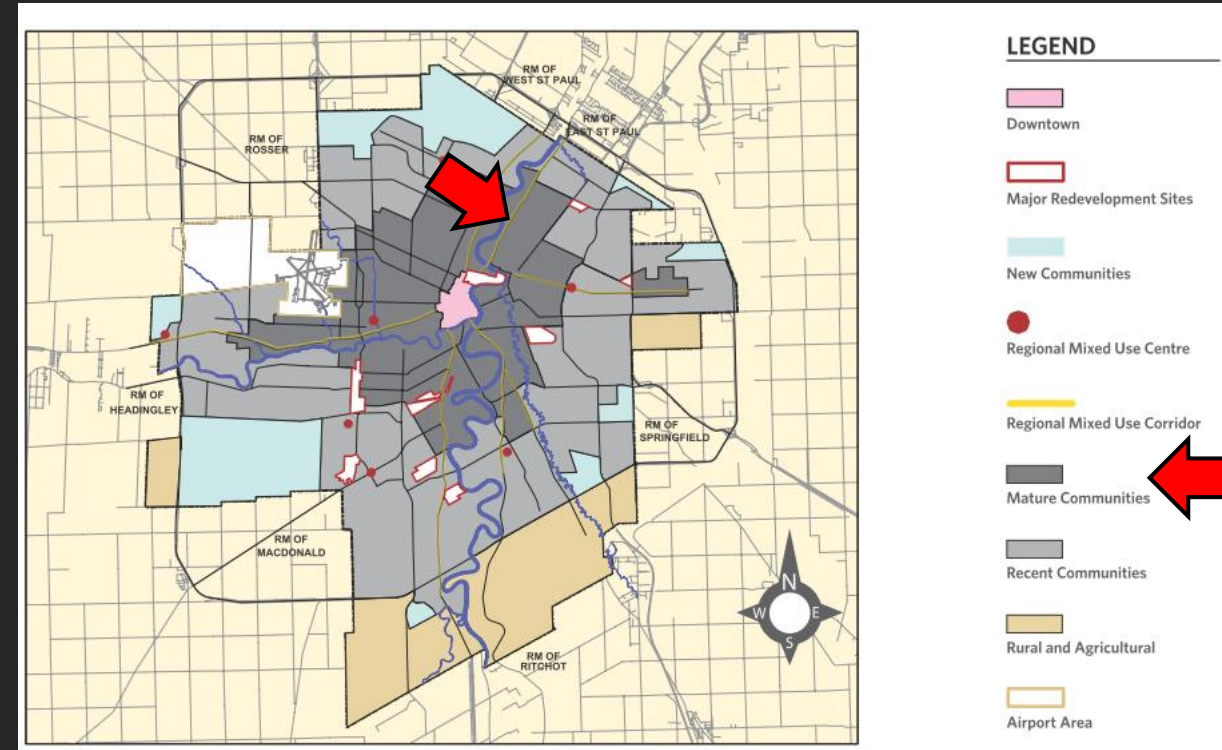 RM OF
WEST ST PAUL
RM OF
EAST ST PAUL
RM OF
ROSSER
RM OF
HEADINGLEY
RM OF
SPRINGFIELD
RM OF
MACDONALD
RM OF
RITCHOT
N
W
E
S
LEGEND
Downtown
Major Redevelopment Sites
New Communities
Regional Mixed Use Centre
Regional Mixed Use Corridor
Mature Communities
Recent Communities
Rural and Agricultural
Airport Area